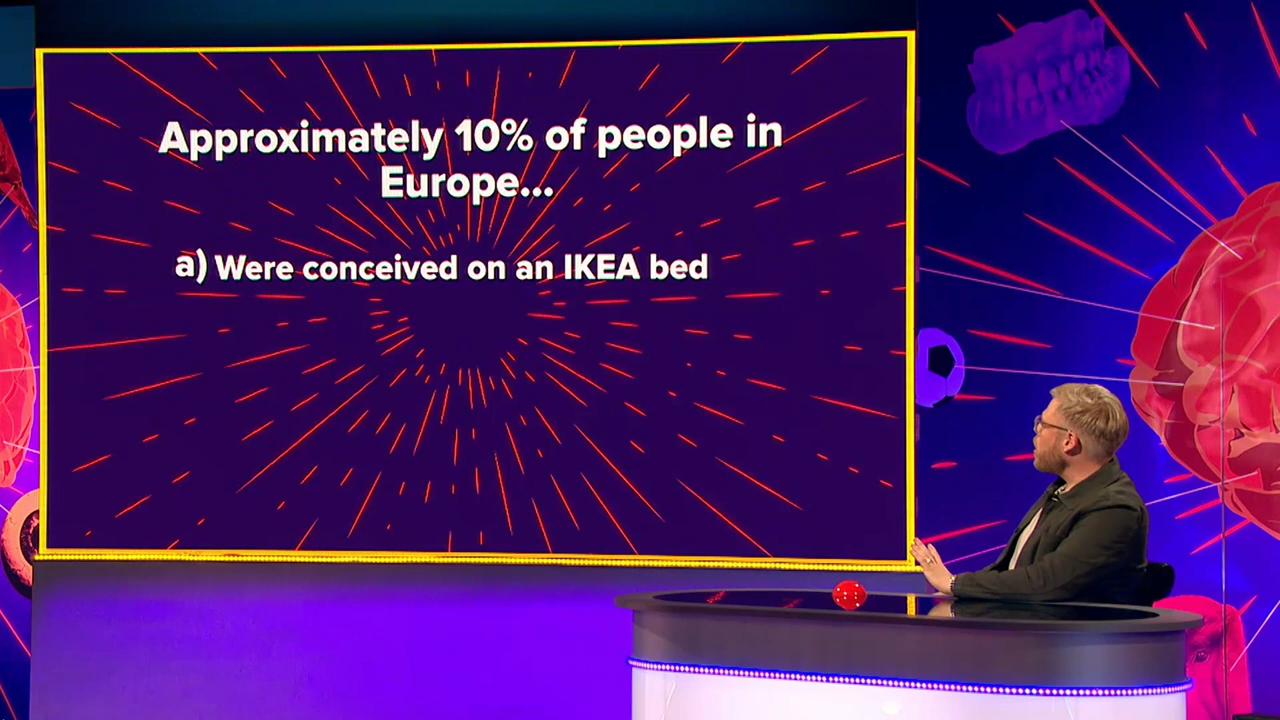 Approximately 10% of people in
Europe...
a) Were conceived on an IKEA bed